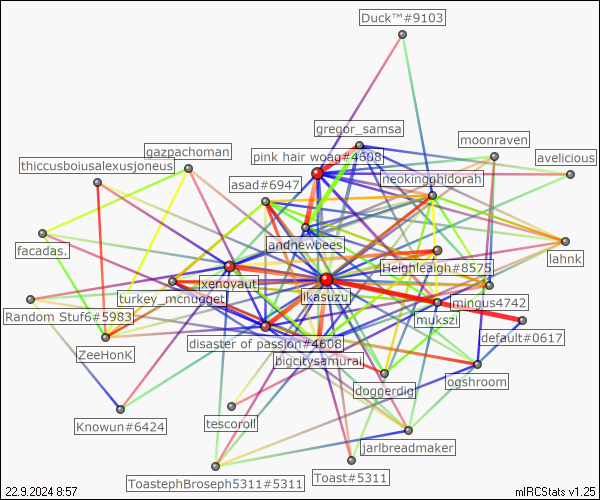 Duck™#9103
gregor_samsa
moonraven
gazpachoman
pink hair woag#4608
avelicious
thiccusboiusalexusjoneus
neokingghidorah
asad#6947
andnewbees
facadas.
lahnk
Heighleaigh#8575
xenoyaut
turkey_mcnugget
ikasuzu
mingus4742
Random Stuf6#5983
mukszi
default#0617
disaster of passion#4608
ZeeHonK
bigcitysamurai
doggerdig
ogshroom
tescoroll
Knowun#6424
jarlbreadmaker
Toast#5311
ToastephBroseph5311#5311
22.9.2024 8:57
mIRCStats v1.25